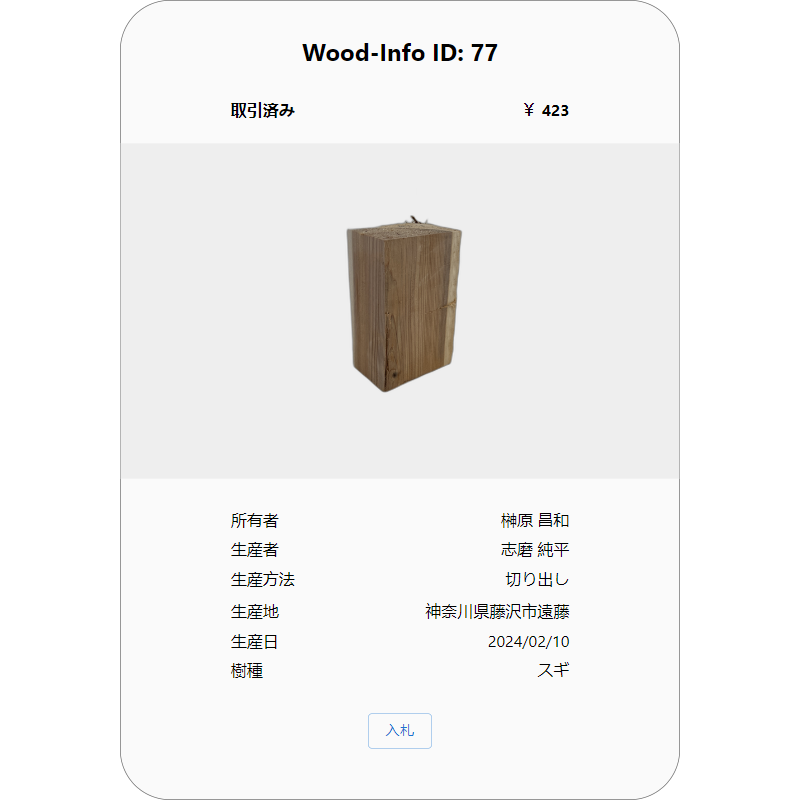 Wood-Info ID: 77
取引済み ￥ 423
所有者 榊原 昌和
生産者 志磨 純平
生産方法 切り出し
生産地 神奈川県藤沢市遠藤
生産日 2024/02/10
樹種 スギ
入札